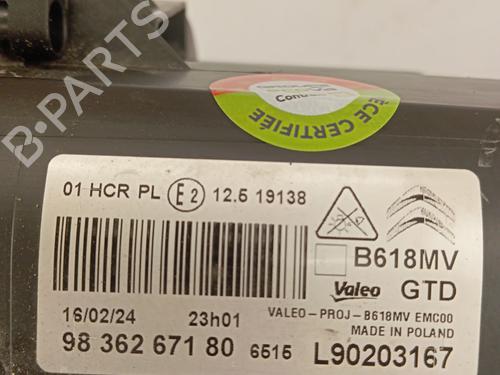 B-PARTS
CE CERTIFIÉE
01 HCR PL E2 12.5 19138
B618MV
Valeo GTD
16/02/24 23h01 VALEO-PROJ-B618MV EMC00
MADE IN POLAND
98 362 671 80 6515 L90203167